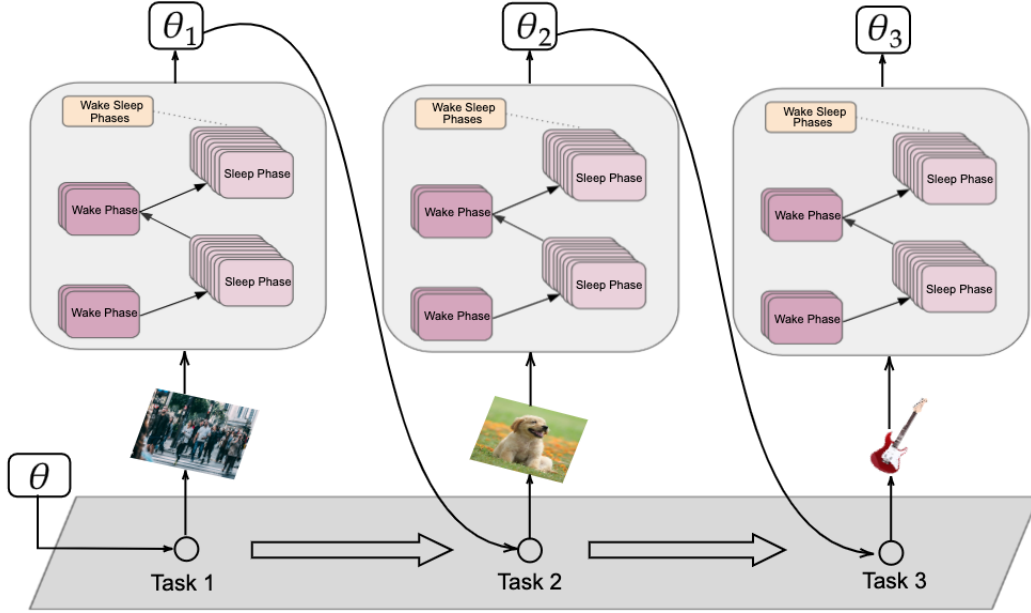 θ₁
θ₂
θ₃
Wake Sleep
Phases
Sleep Phase
Wake Phase
Sleep Phase
Wake Phase
Wake Sleep
Phases
Sleep Phase
Wake Phase
Sleep Phase
Wake Phase
Wake Sleep
Phases
Sleep Phase
Wake Phase
Sleep Phase
Wake Phase
θ
Task 1
Task 2
Task 3